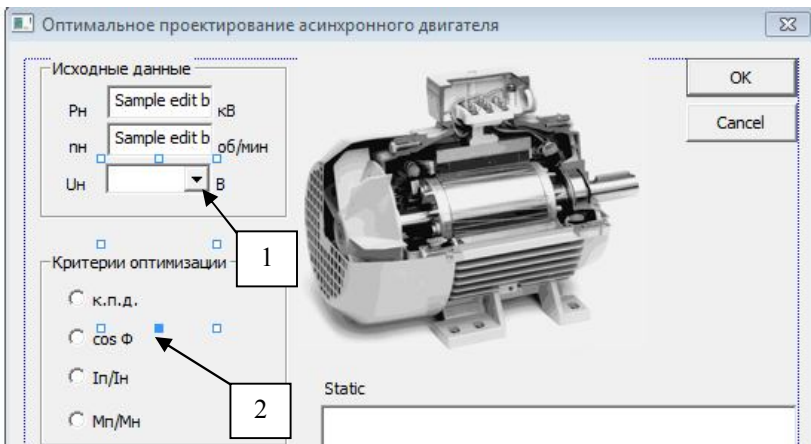 Оптимальное проектирование асинхронного двигателя
Исходные данные
Рн Sample edit b кВ
nн Sample edit b об/мин
Uн В
1
Критерии оптимизации
к.п.д.
cos Ф
Iп/Iн
Мп/Мн
2
OK
Cancel
Static